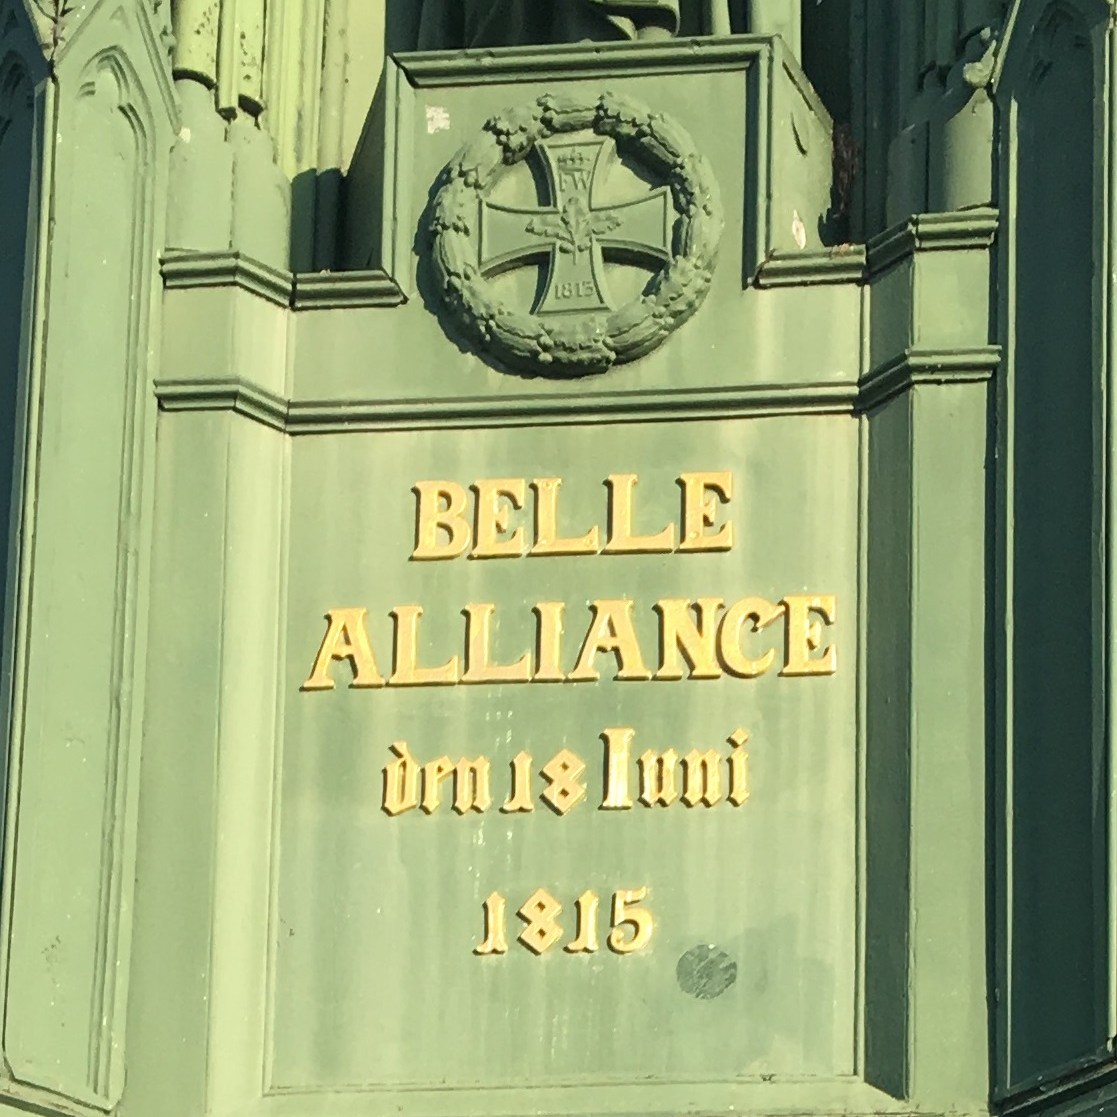 FW
1813
BELLE
ALLIANCE
den 18 Iuni
1815